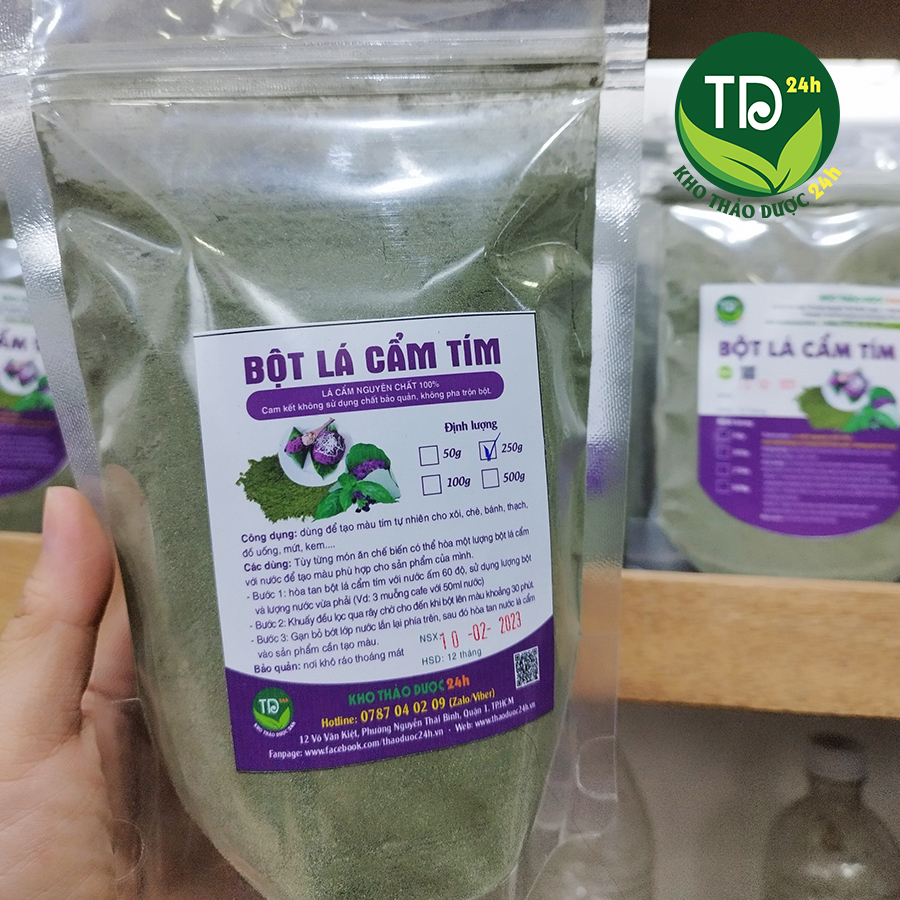 TD 24h
KHO THẢO DƯỢC 24h
BỘT LÁ CẨM TÍM
LÁ CẨM NGUYÊN CHẤT 100%
Cam kết không sử dụng chất bảo quản, không pha trộn bột.
Định lượng
50g 250g
100g 500g
Công dụng: dùng để tạo màu tím tự nhiên cho xôi, chè, bánh, thạch,
đồ uống, mứt, kem....
Các dùng: Tùy từng món ăn chế biến có thể hòa một lượng bột lá cẩm
với nước để tạo màu phù hợp cho sản phẩm của mình.
- Bước 1: hòa tan bột lá cẩm tím với nước ấm 60 độ, sử dụng lượng bột
và lượng nước vừa phải (Vd: 3 muỗng cafe với 50ml nước)
- Bước 2: Khuấy đều lọc qua rây chờ cho đến khi bột lên màu khoảng 30 phút
- Bước 3: Gạn bỏ bớt lớp nước lắn lại phía trên, sau đó hòa tan nước lá cẩm
vào sản phẩm cần tạo màu.
Bảo quản: nơi khô ráo thoáng mát
NSX: 10-02-2023
HSD: 12 tháng
TD
KHO THẢO DƯỢC 24H
KHO THẢO DƯỢC 24h
Hotline: 0787 04 02 09 (Zalo/Viber)
12 Võ Văn Kiệt, Phường Nguyễn Thái Bình, Quận 1, TP.HCM
Fanpage: www.facebook.com/thaoduoc24h.vn - Web: www.thaoduoc24h.vn
BỘT LÁ CẨM TÍM